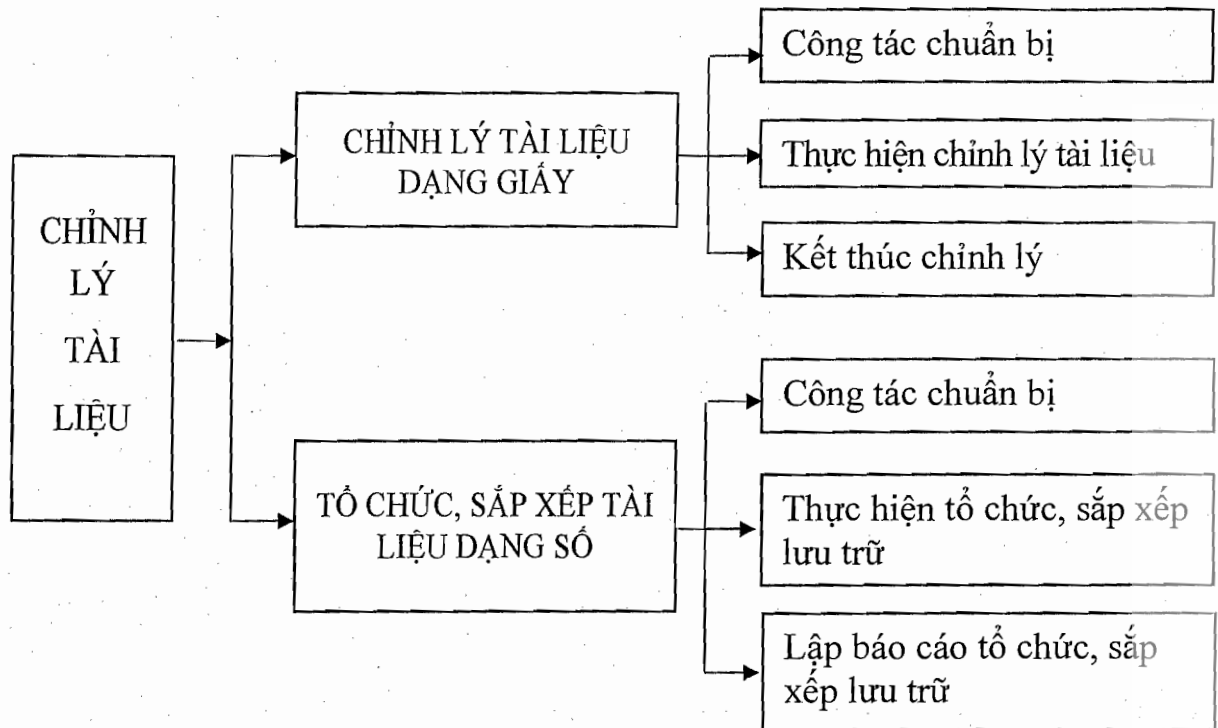 CHỈNH
LÝ
TÀI
LIỆU
CHỈNH LÝ TÀI LIỆU
DẠNG GIẤY
Công tác chuẩn bị
Thực hiện chỉnh lý tài liệu
Kết thúc chỉnh lý
TỔ CHỨC, SẮP XẾP TÀI
LIỆU DẠNG SỐ
Công tác chuẩn bị
Thực hiện tổ chức, sắp xếp
lưu trữ
Lập báo cáo tổ chức, sắp
xếp lưu trữ